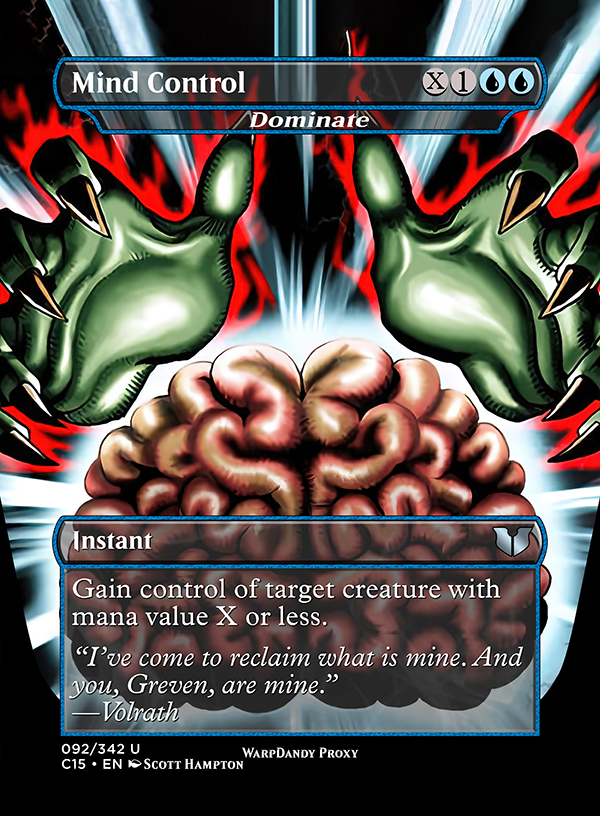 Mind Control X1
Dominate
Instant
Gain control of target creature with
mana value X or less.
“I’ve come to reclaim what is mine. And
you, Greven, are mine.”
—Volrath
092/342 U
C15 • EN Scott Hampton
WarpDandy Proxy